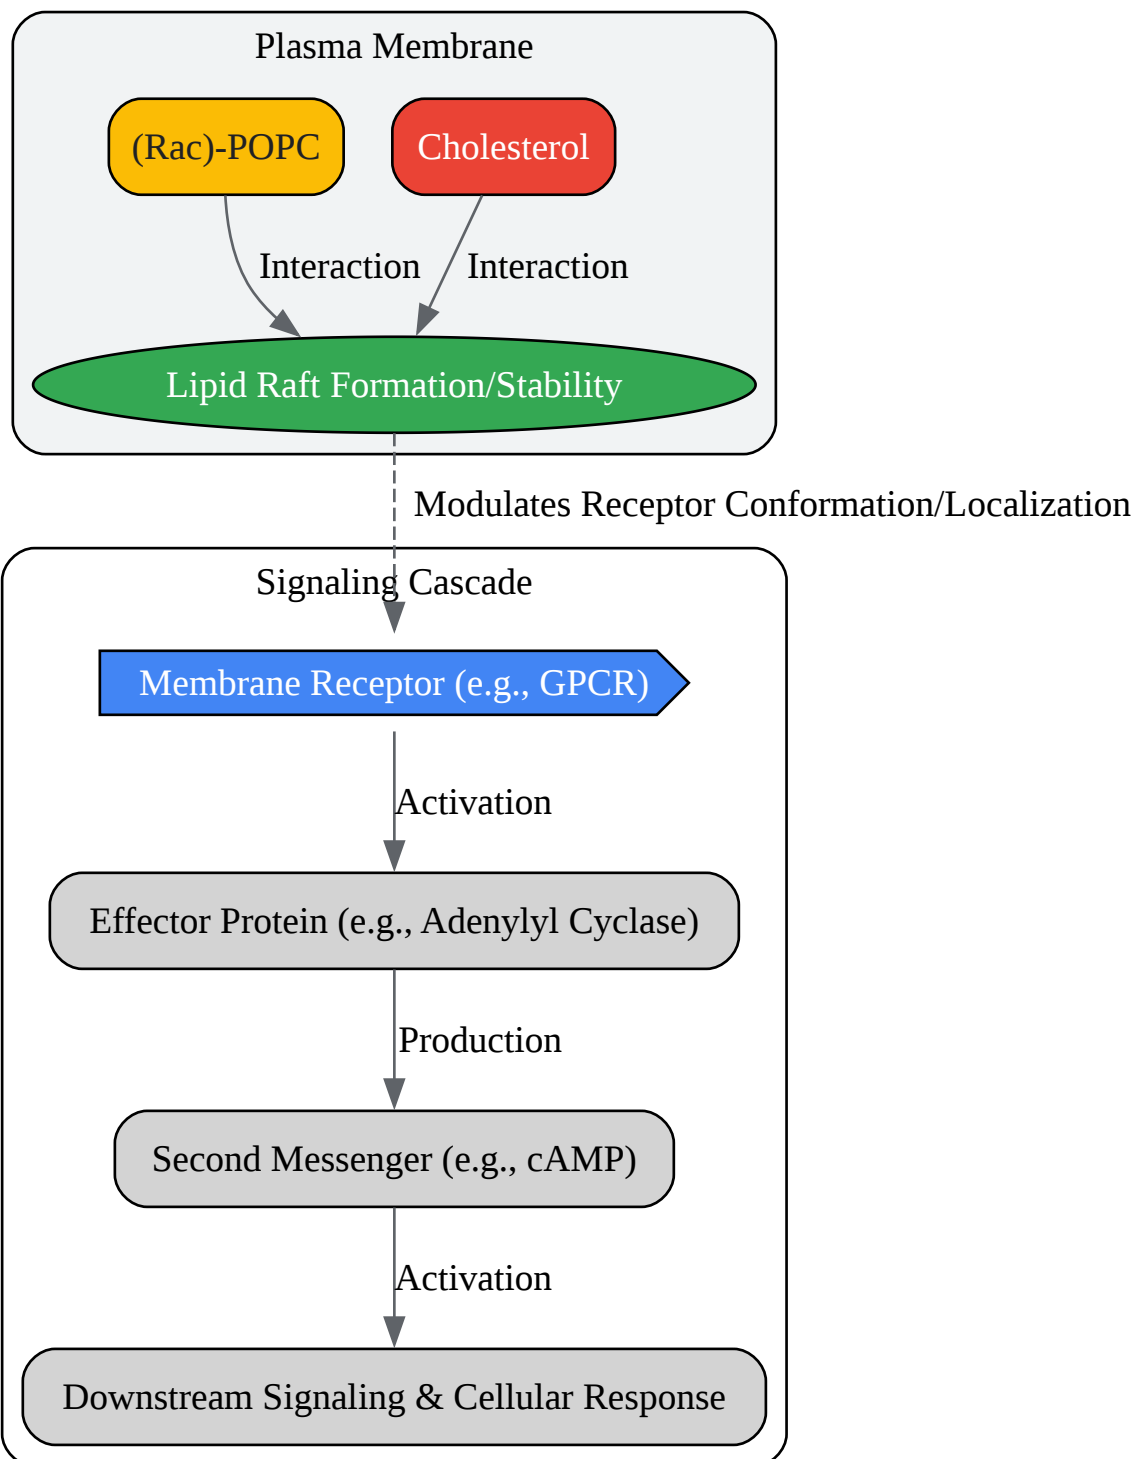 Plasma Membrane
(Rac)-POPC
Cholesterol
Interaction
Interaction
Lipid Raft Formation/Stability
Modulates Receptor Conformation/Localization
Signaling Cascade
Membrane Receptor (e.g., GPCR)
Activation
Effector Protein (e.g., Adenylyl Cyclase)
Production
Second Messenger (e.g., cAMP)
Activation
Downstream Signaling & Cellular Response